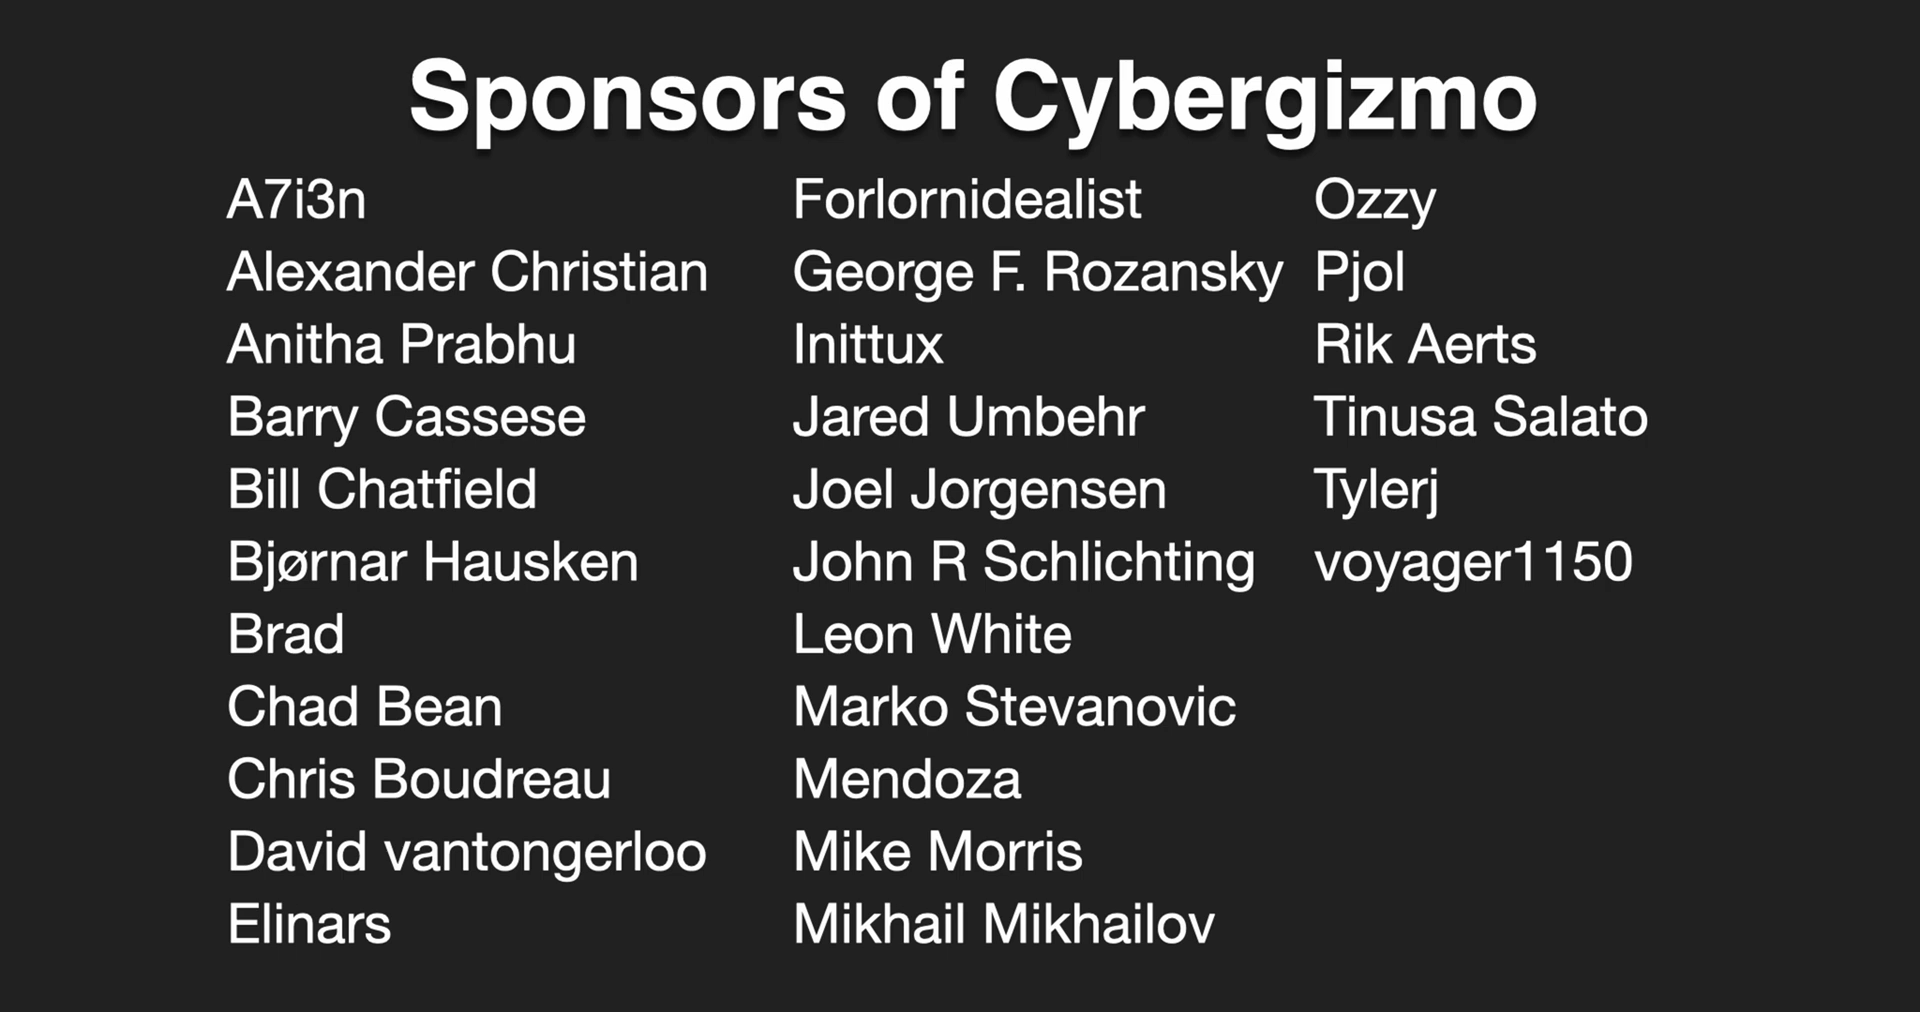 Sponsors of Cybergizmo
A7i3n
Alexander Christian
Anitha Prabhu
Barry Cassese
Bill Chatfield
Bjørnar Hausken
Brad
Chad Bean
Chris Boudreau
David vantongerloo
Elinars
Forlornidealist
George F. Rozansky
Inittux
Jared Umbehr
Joel Jorgensen
John R Schlichting
Leon White
Marko Stevanovic
Mendoza
Mike Morris
Mikhail Mikhailov
Ozzy
Pjol
Rik Aerts
Tinusa Salato
Tylerj
voyager1150